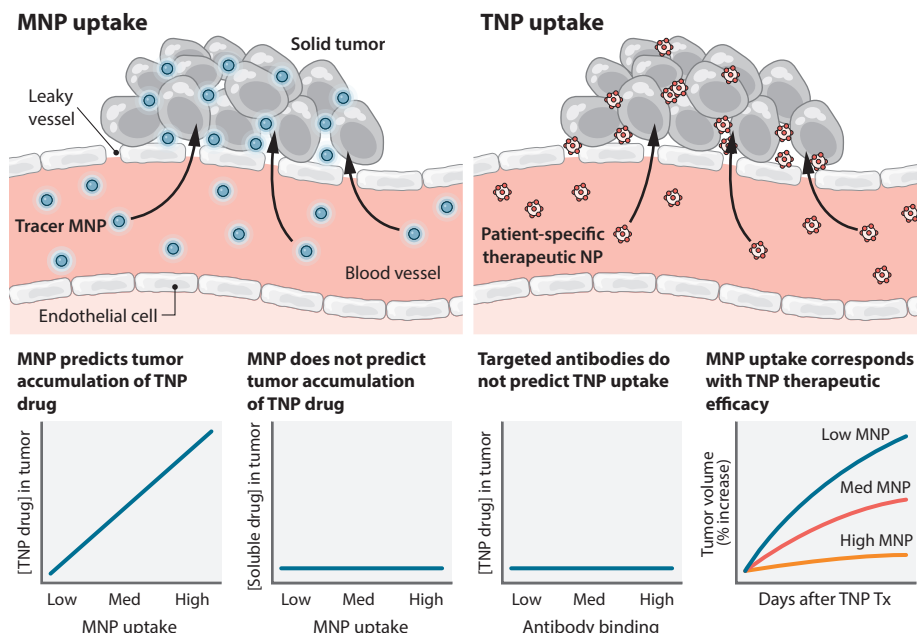 MNP uptake
Solid tumor
Leaky
vessel
Tracer MNP
Blood vessel
Endothelial cell
TNP uptake
Patient-specific
therapeutic NP
MNP predicts tumor
accumulation of TNP
drug
[TNP drug] in tumor
Low Med High
MNP uptake
MNP does not predict
tumor accumulation
of TNP drug
[Soluble drug] in tumor
Low Med High
MNP uptake
Targeted antibodies do
not predict TNP uptake
[TNP drug] in tumor
Low Med High
Antibody binding
MNP uptake corresponds
with TNP therapeutic
efficacy
Tumor volume
(% increase)
Low MNP
Med MNP
High MNP
Days after TNP Tx